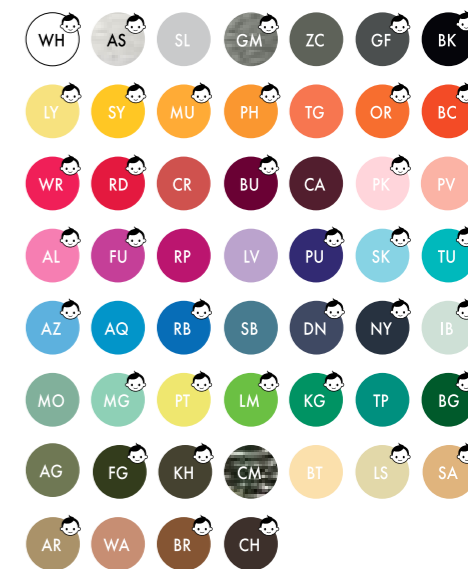 WH AS SL GM ZC GF BK
LY SY MU PH TG OR BC
WR RD CR BU CA PK PV
AL FU RP LV PU SK TU
AZ AQ RB SB DN NY IB
MO MG PT LM KG TP BG
AG FG KH CM BT LS SA
AR WA BR CH